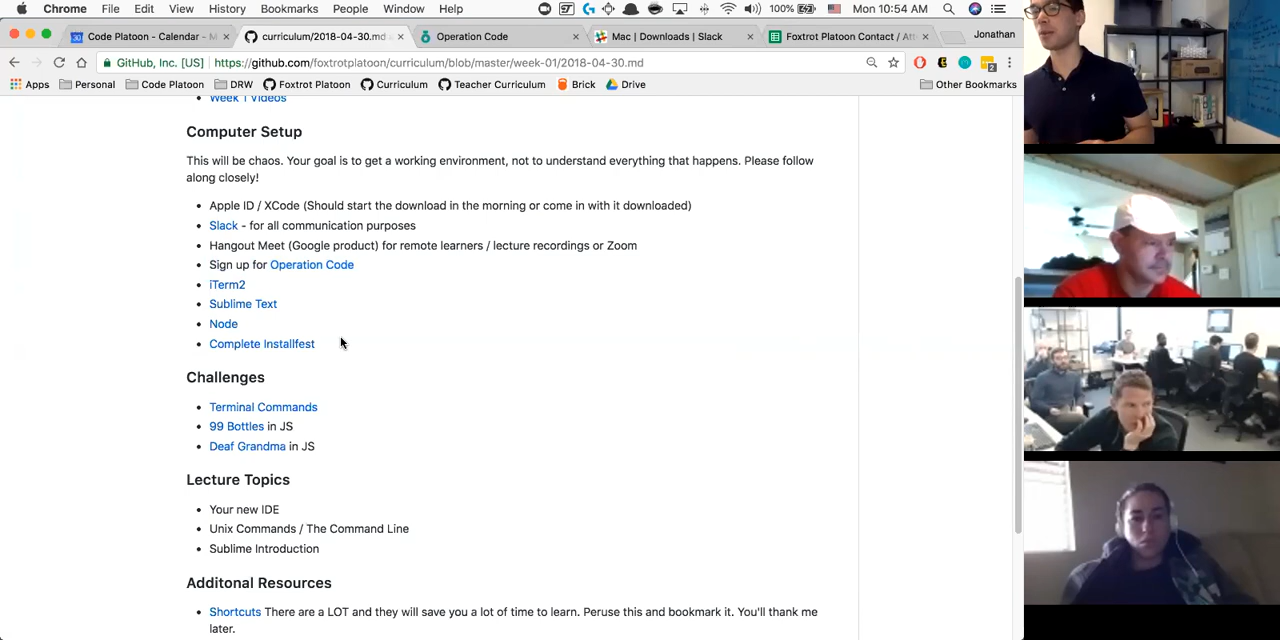 Chrome File Edit View History Bookmarks People Window Help 100% Mon 10:54 AM
Code Platoon - Calendar - M curriculum/2018-04-30.md Operation Code Mac | Downloads | Slack Foxtrot Platoon Contact / Att Jonathan
GitHub, Inc. [US] https://github.com/foxtrotplatoon/curriculum/blob/master/week-01/2018-04-30.md
Apps Personal Code Platoon DRW Foxtrot Platoon Curriculum Teacher Curriculum Brick Drive Other Bookmarks
Week 1 Videos
Computer Setup
This will be chaos. Your goal is to get a working environment, not to understand everything that happens. Please follow
along closely!
Apple ID / XCode (Should start the download in the morning or come in with it downloaded)
Slack - for all communication purposes
Hangout Meet (Google product) for remote learners / lecture recordings or Zoom
Sign up for Operation Code
iTerm2
Sublime Text
Node
Complete Installfest
Challenges
Terminal Commands
99 Bottles in JS
Deaf Grandma in JS
Lecture Topics
Your new IDE
Unix Commands / The Command Line
Sublime Introduction
Additonal Resources
Shortcuts There are a LOT and they will save you a lot of time to learn. Peruse this and bookmark it. You'll thank me
later.